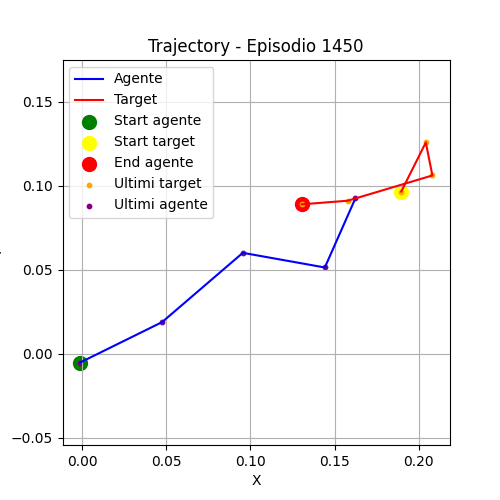 Trajectory - Episodio 1450
Agente
Target
Start agente
Start target
End agente
Ultimi target
Ultimi agente
0.15
0.10
0.05
0.00
−0.05
0.00 0.05 0.10 0.15 0.20
X